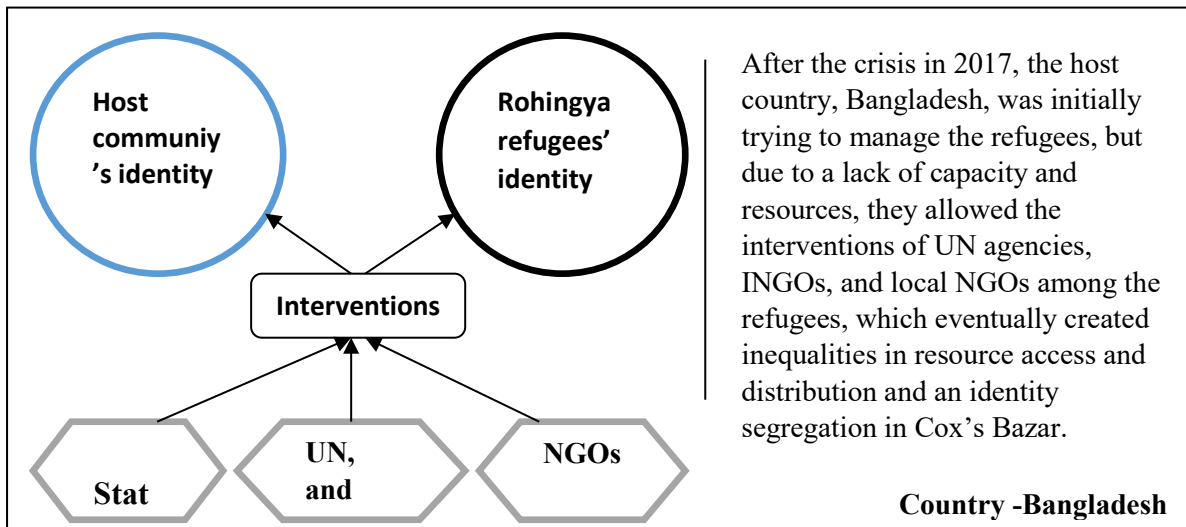 Host
communiy
's identity
Rohingya
refugees'
identity
Interventions
Stat
UN,
and
NGOs
After the crisis in 2017, the host
country, Bangladesh, was initially
trying to manage the refugees, but
due to a lack of capacity and
resources, they allowed the
interventions of UN agencies,
INGOs, and local NGOs among the
refugees, which eventually created
inequalities in resource access and
distribution and an identity
segregation in Cox's Bazar.
Country -Bangladesh